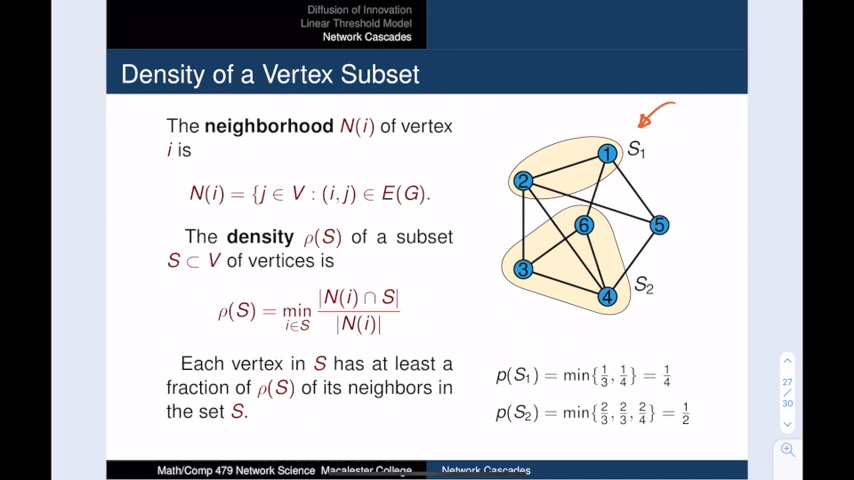 Diffusion of Innovation
Linear Threshold Model
Network Cascades
Density of a Vertex Subset
The neighborhood N(i) of vertex
i is
N(i) = {j ∈ V : (i, j) ∈ E(G).
The density ρ(S) of a subset
S ⊂ V of vertices is
ρ(S) = min_{i∈S} |N(i) ∩ S| / |N(i)|
Each vertex in S has at least a
fraction of ρ(S) of its neighbors in
the set S.
1
S₁
2
6
5
3
4
S₂
p(S₁) = min{1/3, 1/4} = 1/4
p(S₂) = min{2/3, 2/3, 2/4} = 1/2
27
/
30
Math/Comp 479 Network Science Macalester College
Network Cascades